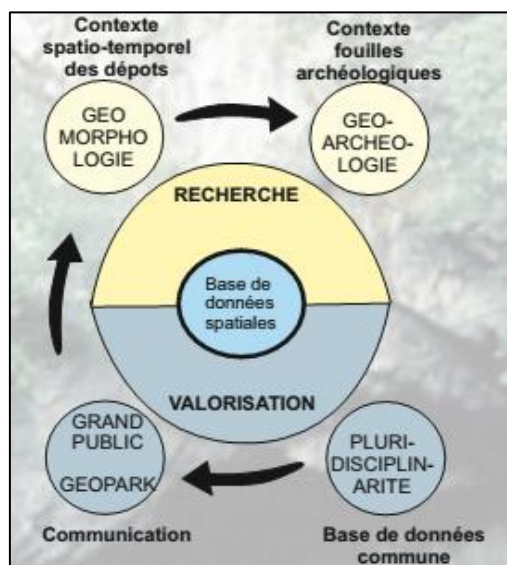 Contexte
spatio-temporel
des dépots
Contexte
fouilles
archéologiques
GEO
MORPHO
LOGIE
GEO-
ARCHEO-
LOGIE
RECHERCHE
Base de
données
spatiales
VALORISATION
GRAND
PUBLIC
GEOPARK
PLURI-
DISCIPLIN-
ARITE
Communication
Base de données
commune